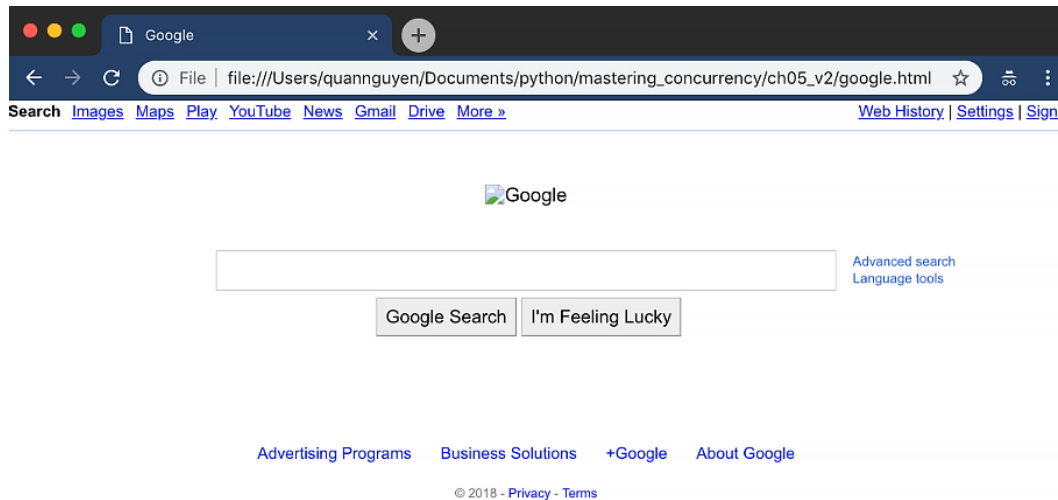 Google
File | file:///Users/quannguyen/Documents/python/mastering_concurrency/ch05_v2/google.html
Search Images Maps Play YouTube News Gmail Drive More » Web History | Settings | Sign
Google
Advanced search
Language tools
Google Search I'm Feeling Lucky
Advertising Programs Business Solutions +Google About Google
© 2018 - Privacy - Terms